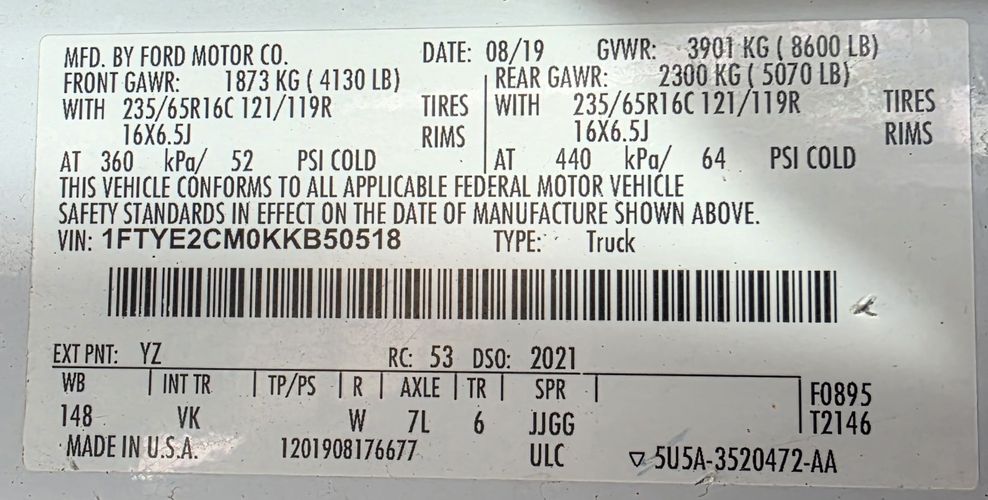 MFD. BY FORD MOTOR CO. DATE: 08/19 GVWR: 3901 KG ( 8600 LB)
FRONT GAWR: 1873 KG ( 4130 LB) REAR GAWR: 2300 KG ( 5070 LB)
WITH 235/65R16C 121/119R TIRES WITH 235/65R16C 121/119R TIRES
16X6.5J RIMS 16X6.5J RIMS
AT 360 kPa/ 52 PSI COLD AT 440 kPa/ 64 PSI COLD
THIS VEHICLE CONFORMS TO ALL APPLICABLE FEDERAL MOTOR VEHICLE
SAFETY STANDARDS IN EFFECT ON THE DATE OF MANUFACTURE SHOWN ABOVE.
VIN: 1FTYE2CM0KKB50518 TYPE: Truck
EXT PNT: YZ RC: 53 DSO: 2021
WB INT TR TP/PS R AXLE TR SPR F0895
148 VK W 7L 6 JJGG T2146
MADE IN U.S.A. 1201908176677 ULC 5U5A-3520472-AA